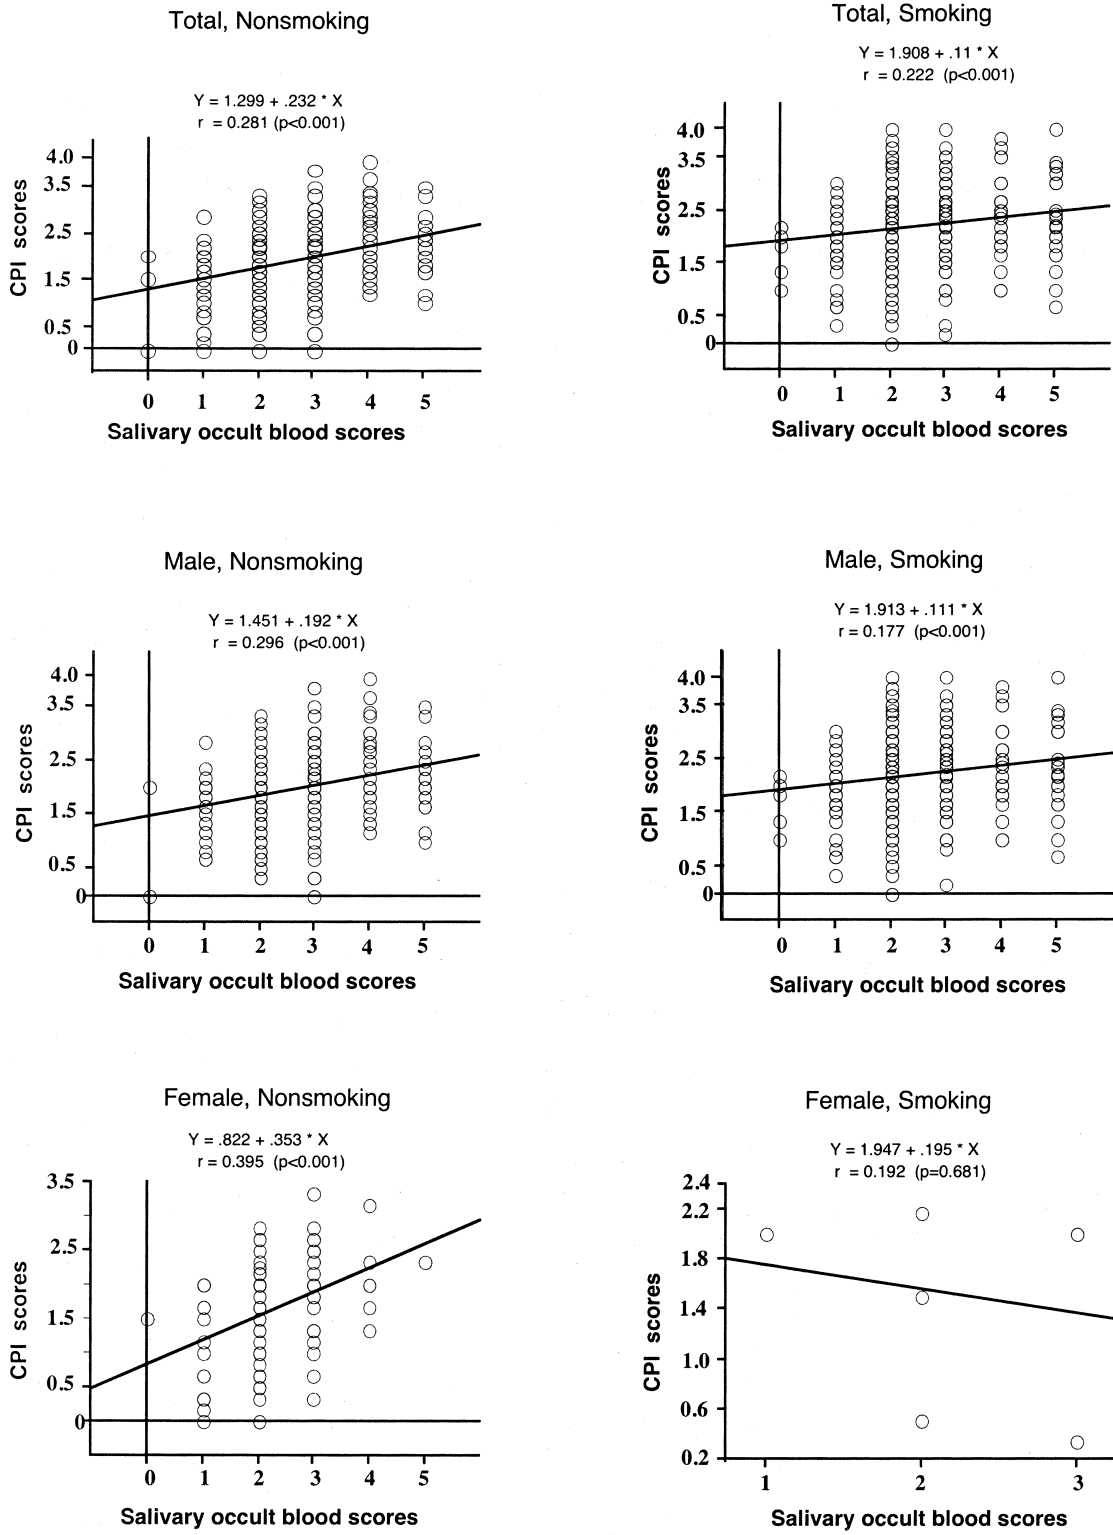 Total, Nonsmoking
Y = 1.299 + .232 * X
r = 0.281 (p<0.001)
4.0
3.5
2.5
1.5
0.5
0
CPI scores
0 1 2 3 4 5
Salivary occult blood scores
Total, Smoking
Y = 1.908 + .11 * X
r = 0.222 (p<0.001)
4.0
3.5
2.5
1.5
0.5
0
CPI scores
0 1 2 3 4 5
Salivary occult blood scores
Male, Nonsmoking
Y = 1.451 + .192 * X
r = 0.296 (p<0.001)
4.0
3.5
2.5
1.5
0.5
0
CPI scores
0 1 2 3 4 5
Salivary occult blood scores
Male, Smoking
Y = 1.913 + .111 * X
r = 0.177 (p<0.001)
4.0
3.5
2.5
1.5
0.5
0
CPI scores
0 1 2 3 4 5
Salivary occult blood scores
Female, Nonsmoking
Y = .822 + .353 * X
r = 0.395 (p<0.001)
3.5
2.5
1.5
0.5
0
CPI scores
0 1 2 3 4 5
Salivary occult blood scores
Female, Smoking
Y = 1.947 + .195 * X
r = 0.192 (p=0.681)
2.4
2.2
1.8
1.4
1.0
0.6
0.2
CPI scores
1 2 3
Salivary occult blood scores